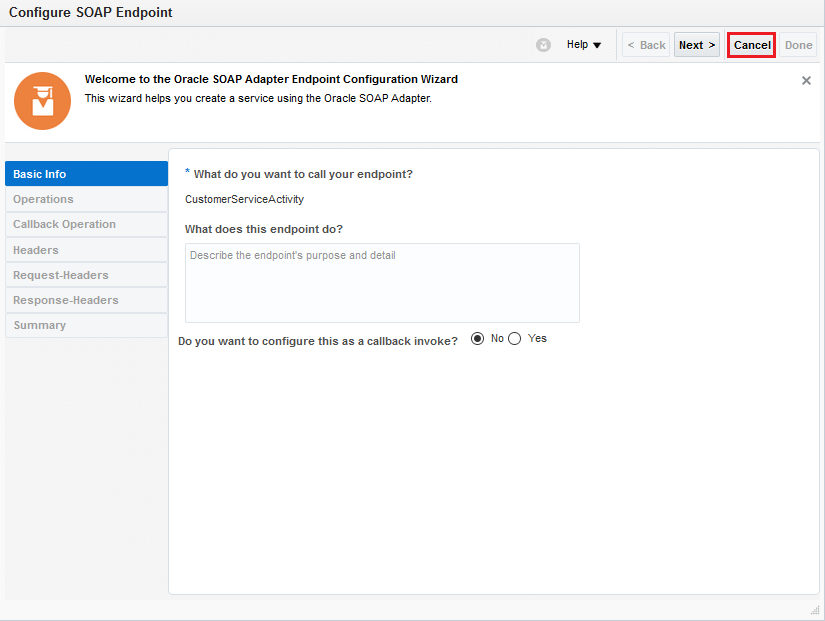 Configure SOAP Endpoint
Help
< Back
Next >
Cancel
Done
Welcome to the Oracle SOAP Adapter Endpoint Configuration Wizard
This wizard helps you create a service using the Oracle SOAP Adapter.
Basic Info
Operations
Callback Operation
Headers
Request-Headers
Response-Headers
Summary
* What do you want to call your endpoint?
CustomerServiceActivity
What does this endpoint do?
Describe the endpoint's purpose and detail
Do you want to configure this as a callback invoke? No Yes